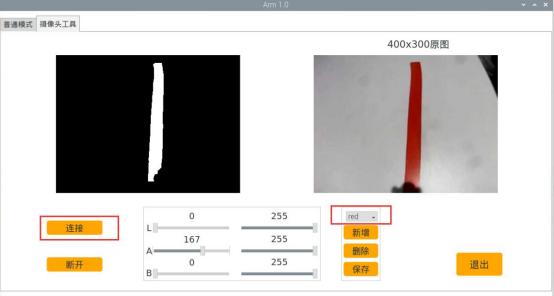 Arm 1.0
普通模式 摄像头工具
400x300原图
连接
断开
0 255
L
167 255
A
0 255
B
red
新增
删除
保存
退出